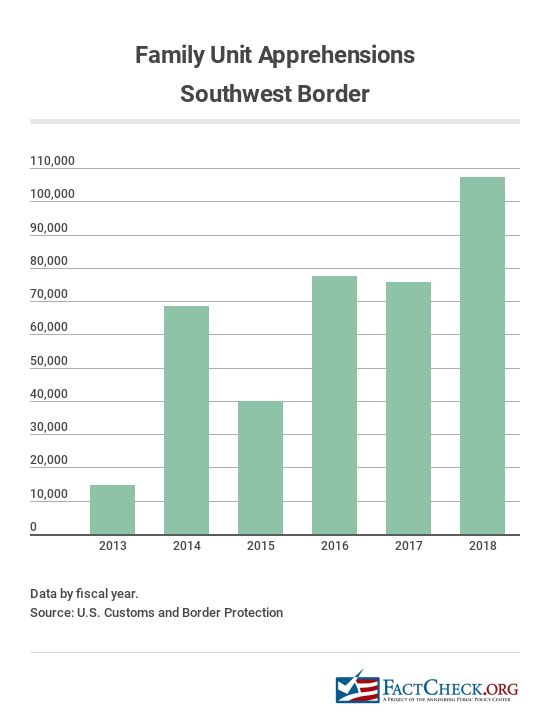 Family Unit Apprehensions
Southwest Border
110,000
100,000
90,000
80,000
70,000
60,000
50,000
40,000
30,000
20,000
10,000
0
2013 2014 2015 2016 2017 2018
Data by fiscal year.
Source: U.S. Customs and Border Protection
FACTCHECK.ORG
A PROJECT OF THE ANNENBERG PUBLIC POLICY CENTER